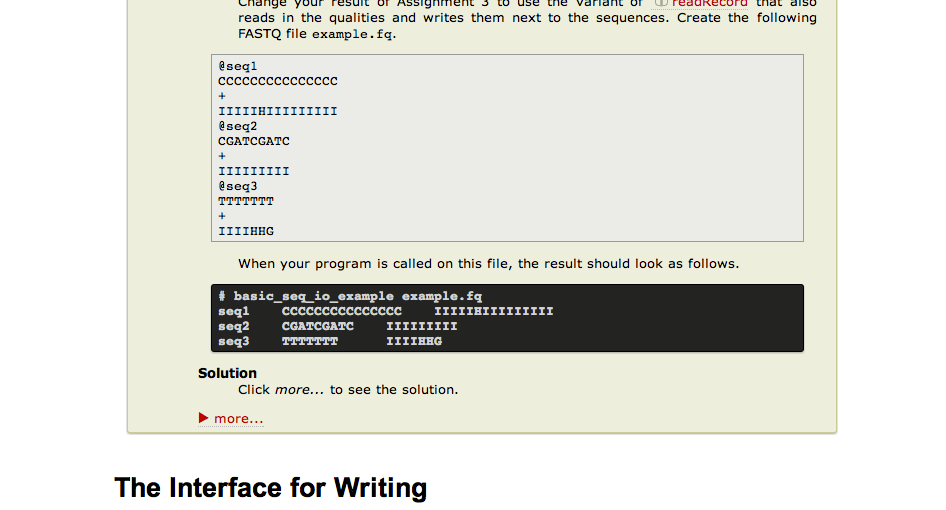 Change your result of Assignment 3 to use the variant of readRecord that also
reads in the qualities and writes them next to the sequences. Create the following
FASTQ file example.fq.
@seq1
CCCCCCCCCCCCCCC
+
IIIIIHIIIIIIIII
@seq2
CGATCGATC
+
IIIIIIIII
@seq3
TTTTTTT
+
IIIIHHG
When your program is called on this file, the result should look as follows.
# basic_seq_io_example example.fq
seq1    CCCCCCCCCCCCCCC    IIIIIHIIIIIIIII
seq2    CGATCGATC    IIIIIIIII
seq3    TTTTTTT      IIIIHHG
Solution
Click more... to see the solution.
more...
The Interface for Writing